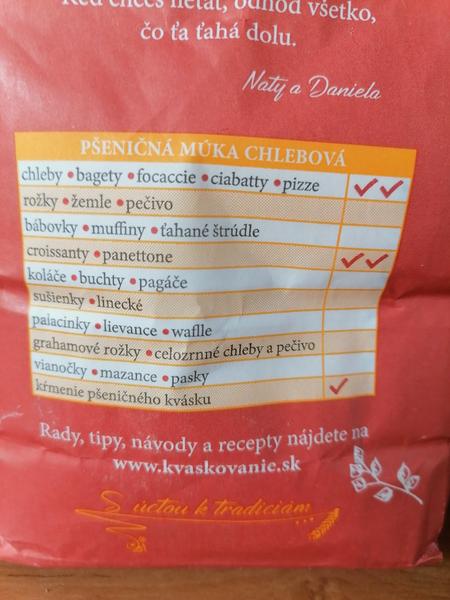 Keď chceš lietať, odhoď všetko,
čo ťa ťahá dolu.
Naty a Daniela
PŠENIČNÁ MÚKA CHLEBOVÁ
chleby • bagety • focaccie • ciabatty • pizze ✓✓
rožky • žemle • pečivo
bábovky • muffiny • ťahané štrúdle
croissanty • panettone ✓✓
koláče • buchty • pagáče
sušienky • linecké
palacinky • lievance • waflle
grahamové rožky • celozrnné chleby a pečivo
vianočky • mazance • pasky
kŕmenie pšeničného kvásku ✓
Rady, tipy, návody a recepty nájdete na
www.kvaskovanie.sk
S úctou k tradíciám